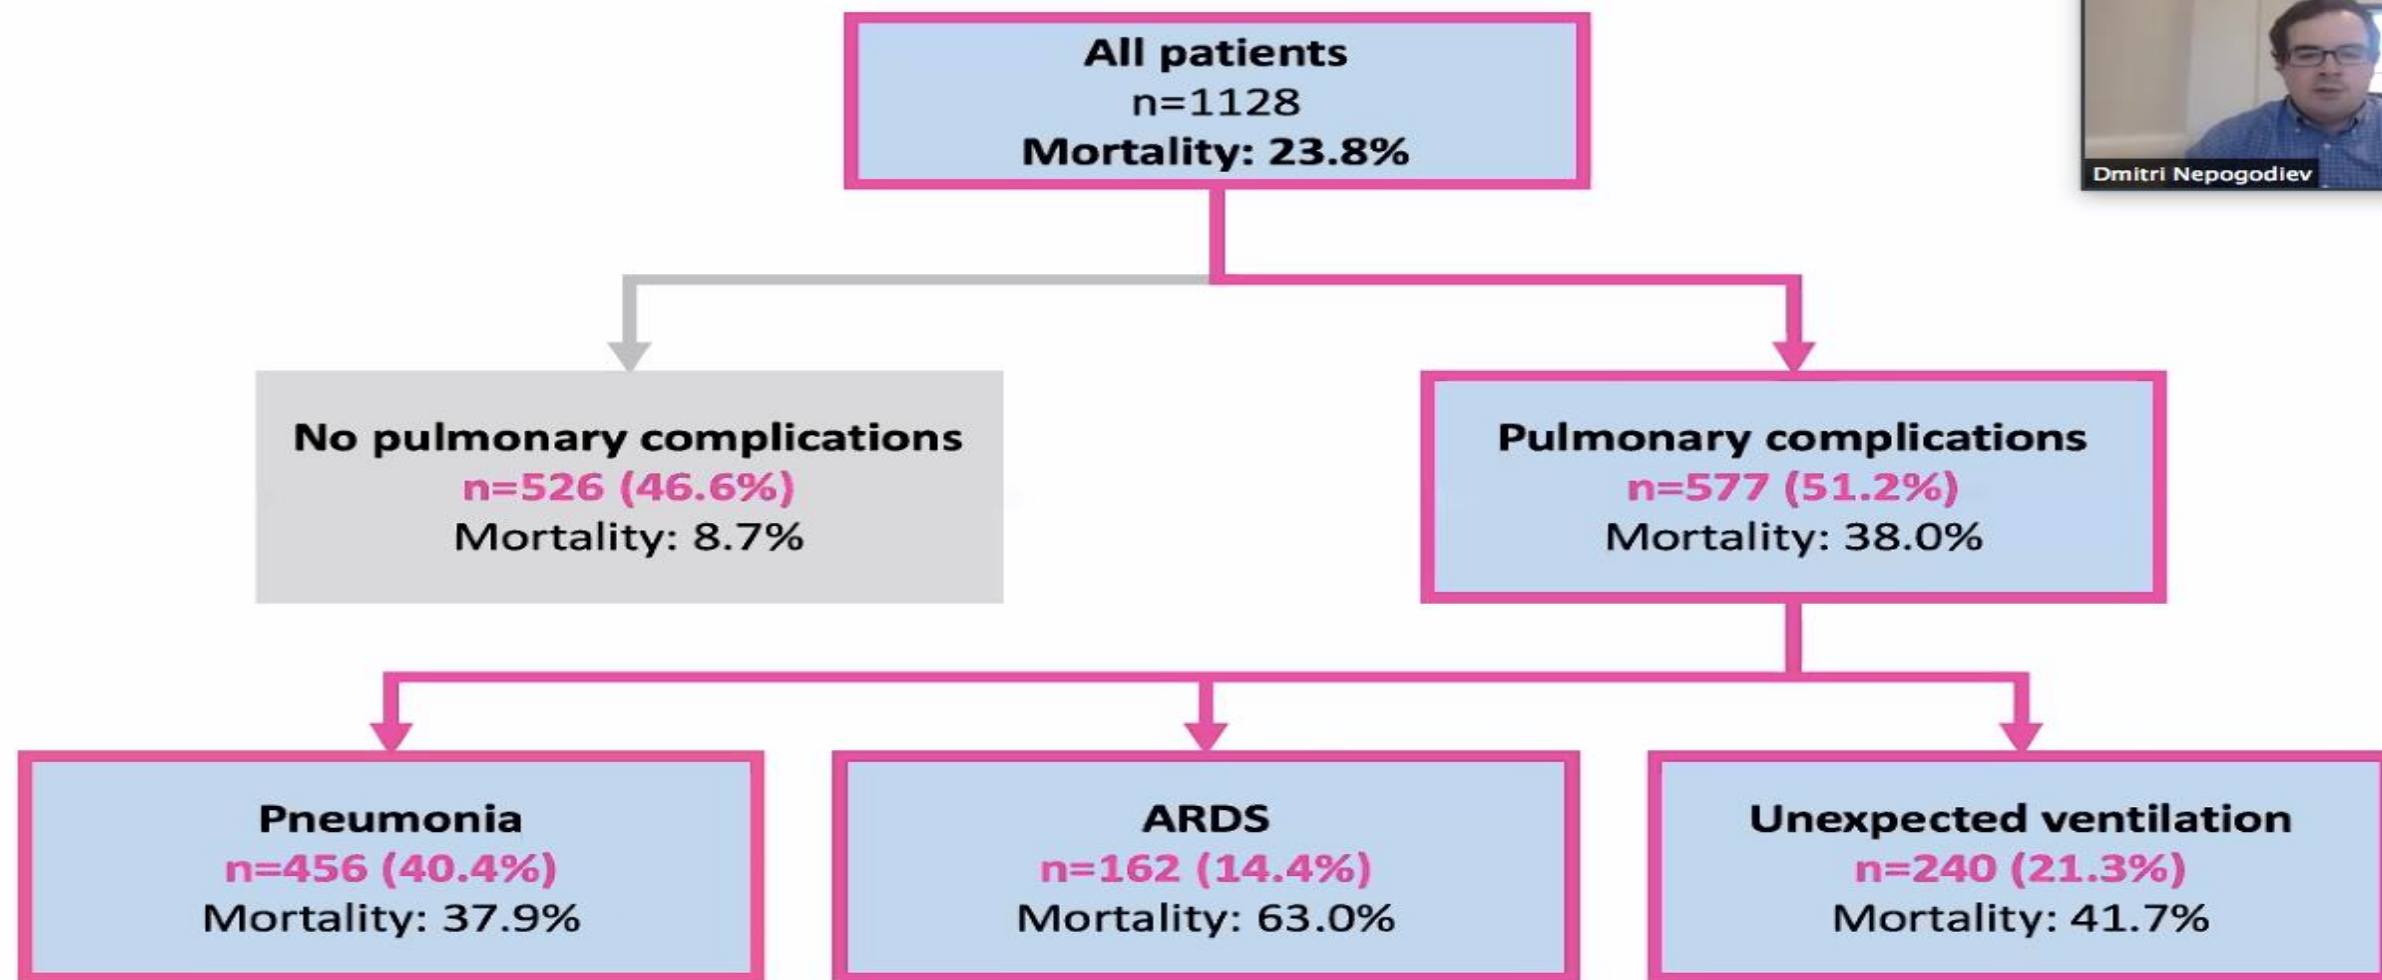 All patients
n=1128
Mortality: 23.8%
Dmitri Nepogodiev
No pulmonary complications
n=526 (46.6%)
Mortality: 8.7%
Pulmonary complications
n=577 (51.2%)
Mortality: 38.0%
Pneumonia
n=456 (40.4%)
Mortality: 37.9%
ARDS
n=162 (14.4%)
Mortality: 63.0%
Unexpected ventilation
n=240 (21.3%)
Mortality: 41.7%